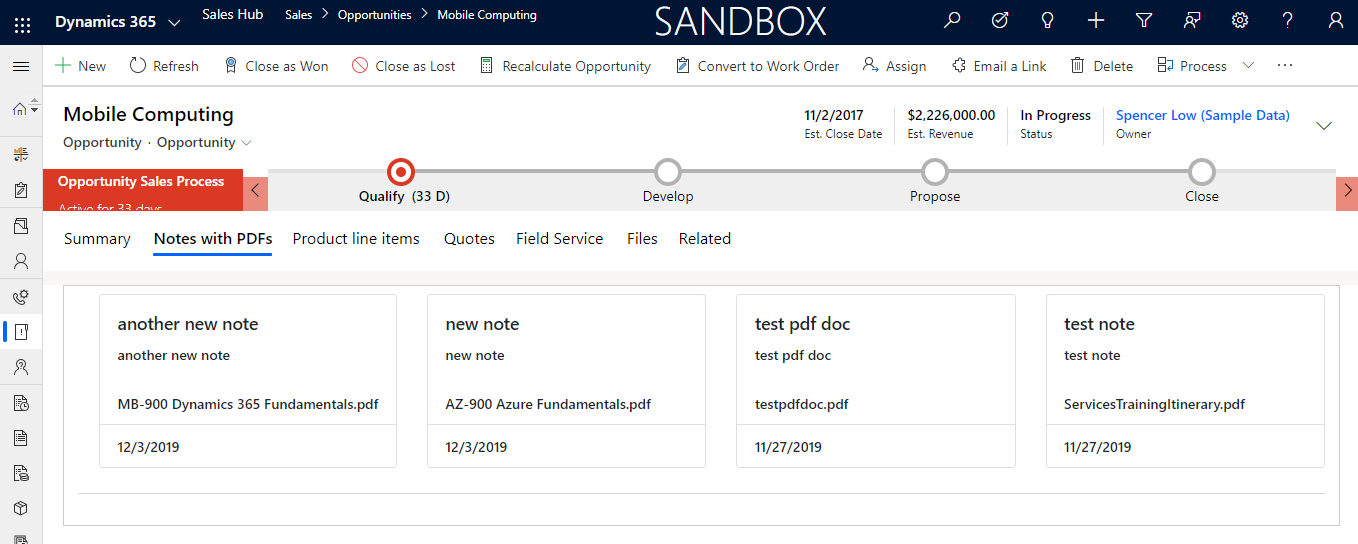 Dynamics 365 Sales Hub Sales Opportunities Mobile Computing SANDBOX
New Refresh Close as Won Close as Lost Recalculate Opportunity Convert to Work Order Assign Email a Link Delete Process ...
Mobile Computing
Opportunity · Opportunity
11/2/2017 $2,226,000.00 In Progress Spencer Low (Sample Data)
Est. Close Date Est. Revenue Status Owner
Opportunity Sales Process
Active for 33 days
Qualify (33 D) Develop Propose Close
Summary Notes with PDFs Product line items Quotes Field Service Files Related
another new note
another new note
MB-900 Dynamics 365 Fundamentals.pdf
12/3/2019
new note
new note
AZ-900 Azure Fundamentals.pdf
12/3/2019
test pdf doc
test pdf doc
testpdfdoc.pdf
11/27/2019
test note
test note
ServicesTrainingItinerary.pdf
11/27/2019